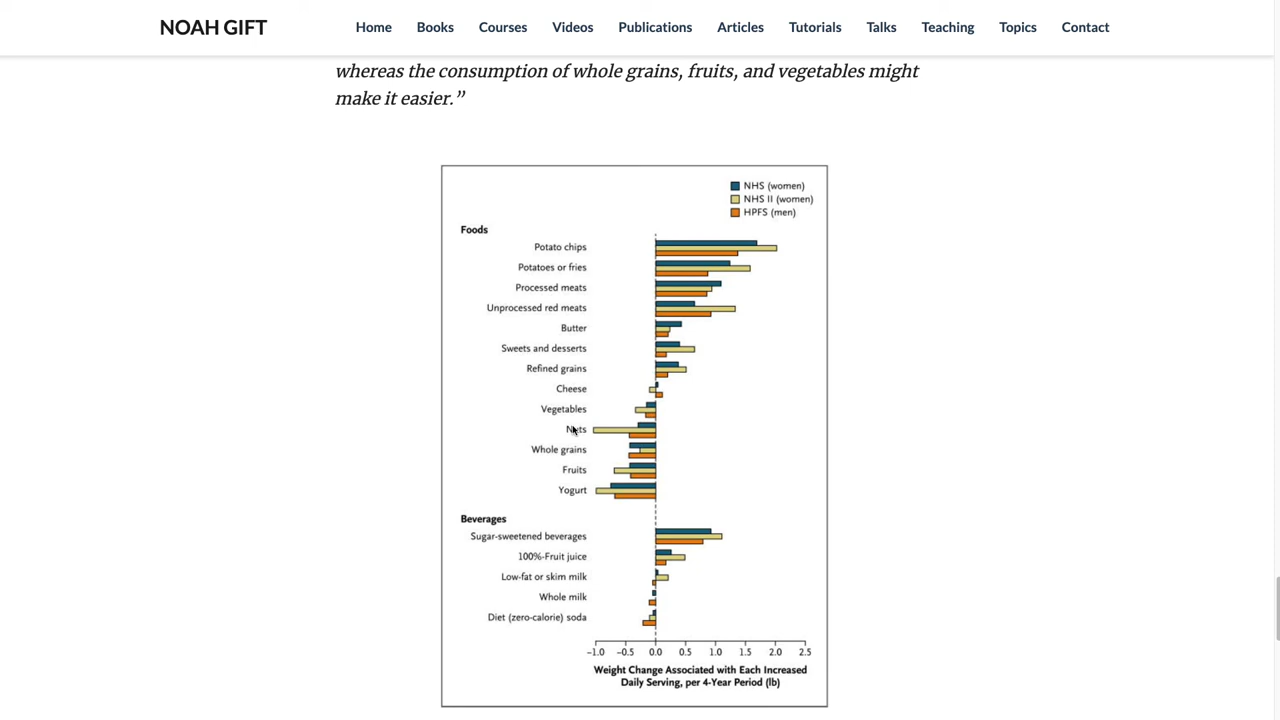 NOAH GIFT
Home Books Courses Videos Publications Articles Tutorials Talks Teaching Topics Contact
whereas the consumption of whole grains, fruits, and vegetables might
make it easier.”
NHS (women)
NHS II (women)
HPFS (men)
Foods
Potato chips
Potatoes or fries
Processed meats
Unprocessed red meats
Butter
Sweets and desserts
Refined grains
Cheese
Vegetables
Nuts
Whole grains
Fruits
Yogurt
Beverages
Sugar-sweetened beverages
100%-Fruit juice
Low-fat or skim milk
Whole milk
Diet (zero-calorie) soda
−1.0 −0.5 0.0 0.5 1.0 1.5 2.0 2.5
Weight Change Associated with Each Increased
Daily Serving, per 4-Year Period (lb)